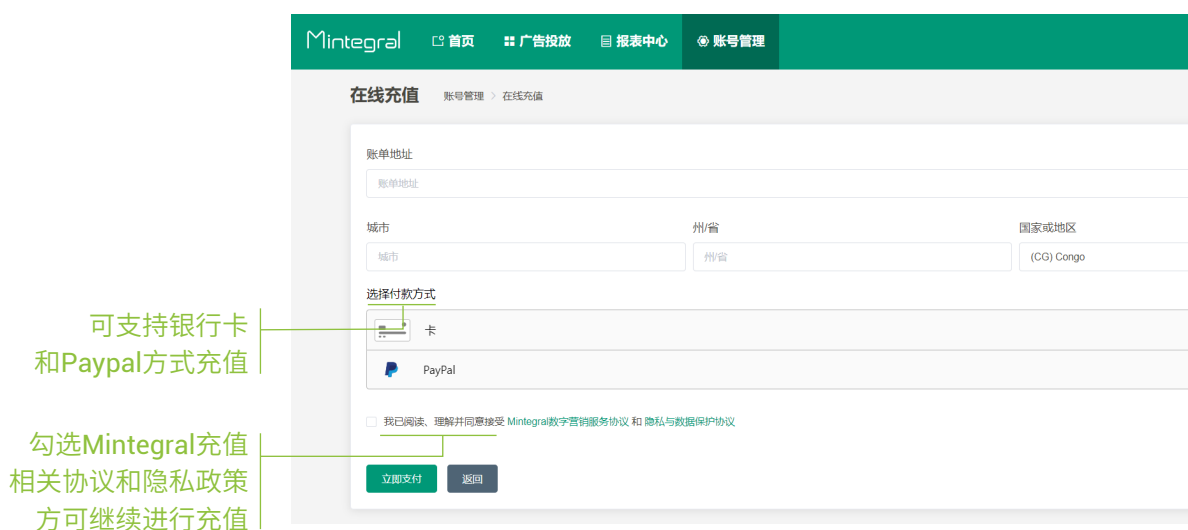 Mintegral 首页 广告投放 报表中心 账号管理
在线充值 账号管理 > 在线充值
账单地址
账单地址
城市 州/省 国家或地区
城市 州/省 (CG) Congo
选择付款方式
卡
PayPal
可支持银行卡
和Paypal方式充值
我已阅读、理解并同意接受 Mintegral数字营销服务协议 和 隐私与数据保护协议
勾选Mintegral充值
相关协议和隐私政策
方可继续进行充值
立即支付 返回